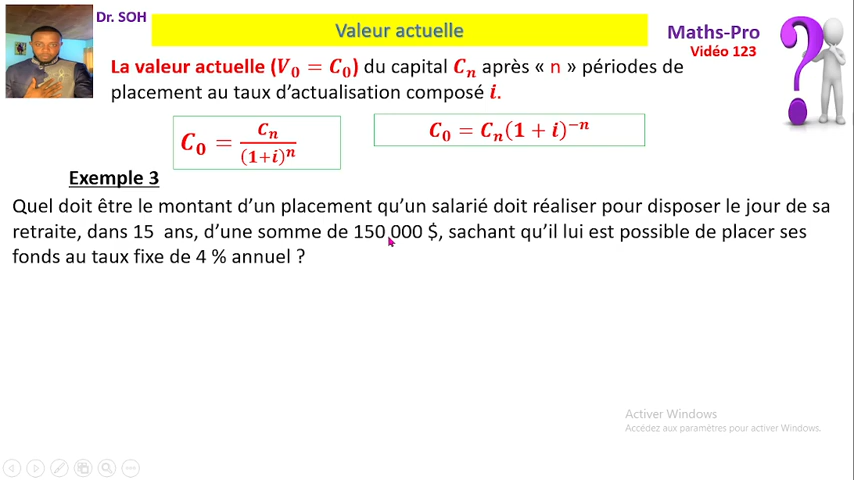 Dr. SOH
Valeur actuelle
Maths-Pro
Vidéo 123
La valeur actuelle (V₀ = C₀) du capital Cₙ après « n » périodes de
placement au taux d’actualisation composé i.
C₀ = Cₙ / (1+i)ⁿ
C₀ = Cₙ(1 + i)⁻ⁿ
Exemple 3
Quel doit être le montant d’un placement qu’un salarié doit réaliser pour disposer le jour de sa
retraite, dans 15 ans, d’une somme de 150 000 $, sachant qu’il lui est possible de placer ses
fonds au taux fixe de 4 % annuel ?
Activer Windows
Accédez aux paramètres pour activer Windows.